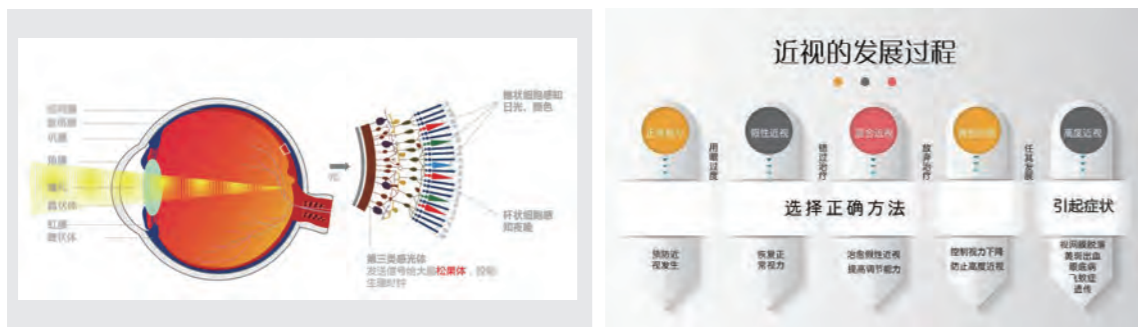 视网膜
脉络膜
巩膜
角膜
瞳孔
晶状体
虹膜
睫状体
锥状细胞感知
日光，颜色
环状细胞感
知夜晚
第三类感光体
发送信号给大脑松果体，控制
生理时钟
近视的发展过程
正常视力
用眼过度
假性近视
错过治疗
混合近视
放弃治疗
任其发展
高度近视
选择正确方法
引起症状
预防近
视发生
恢复正
常视力
治愈假性近视
提高调节能力
控制视力下降
防止高度近视
视网膜脱落
黄斑出血
眼底病
飞蚊症
遗传